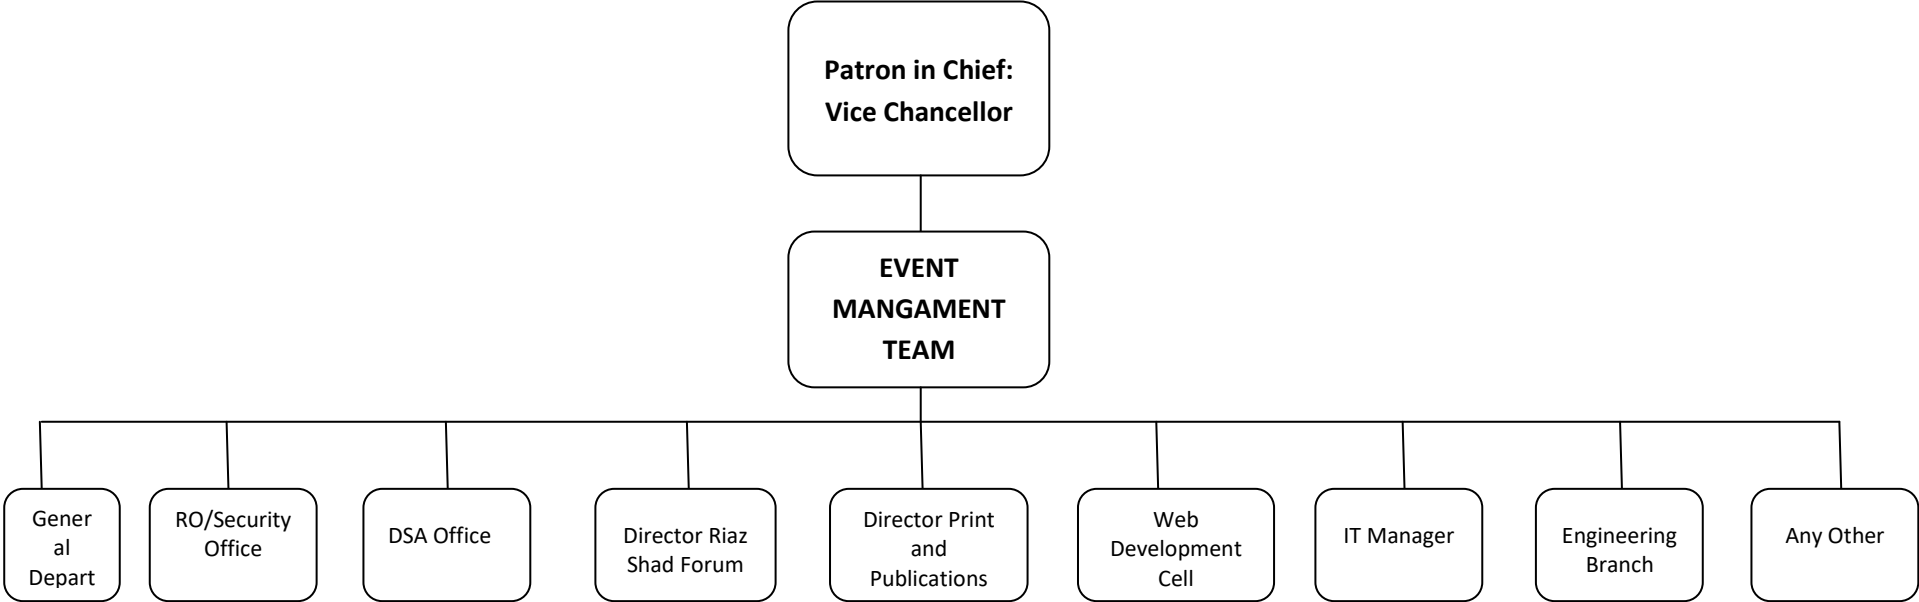 Patron in Chief:
Vice Chancellor
EVENT
MANGAMENT
TEAM
Gener
al
Depart
RO/Security
Office
DSA Office
Director Riaz
Shad Forum
Director Print
and
Publications
Web
Development
Cell
IT Manager
Engineering
Branch
Any Other